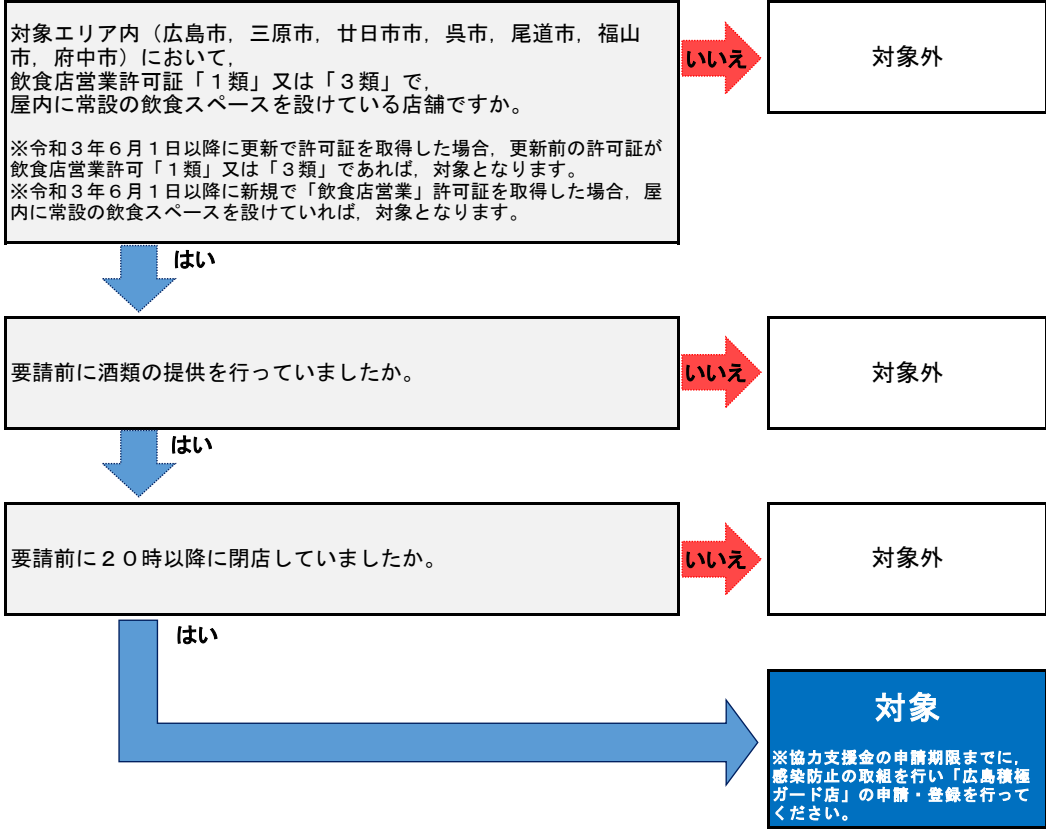 対象エリア内（広島市，三原市，廿日市市，呉市，尾道市，福山
市，府中市）において，
飲食店営業許可証「１類」又は「３類」で，
屋内に常設の飲食スペースを設けている店舗ですか。
※令和３年６月１日以降に更新で許可証を取得した場合，更新前の許可証が
飲食店営業許可「１類」又は「３類」であれば，対象となります。
※令和３年６月１日以降に新規で「飲食店営業」許可証を取得した場合，屋
内に常設の飲食スペースを設けていれば，対象となります。
いいえ
対象外
はい
要請前に酒類の提供を行っていましたか。
いいえ
対象外
はい
要請前に２０時以降に閉店していましたか。
いいえ
対象外
はい
対象
※協力支援金の申請期限までに，
感染防止の取組を行い「広島積極
ガード店」の申請・登録を行って
ください。